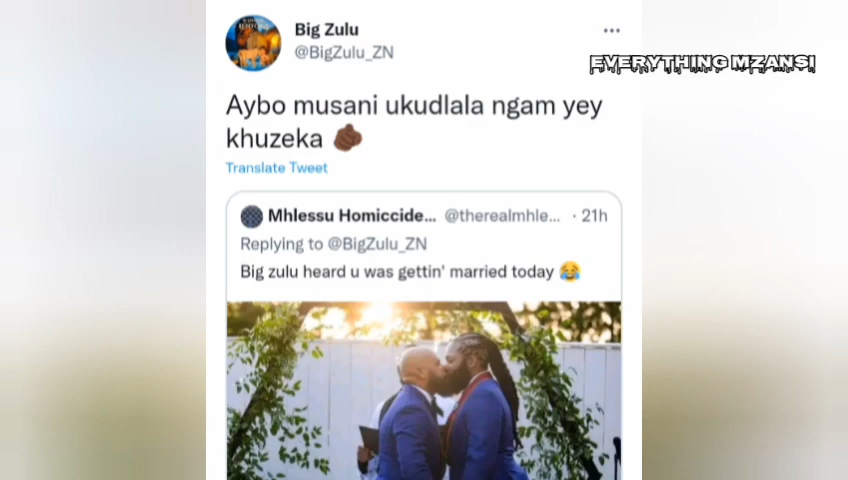 Big Zulu
@BigZulu_ZN
EVERYTHING MZANSI
Aybo musani ukudlala ngam yey
khuzeka
Translate Tweet
Mhlessu Homiccide... @therealmhle... · 21h
Replying to @BigZulu_ZN
Big zulu heard u was gettin' married today 😂